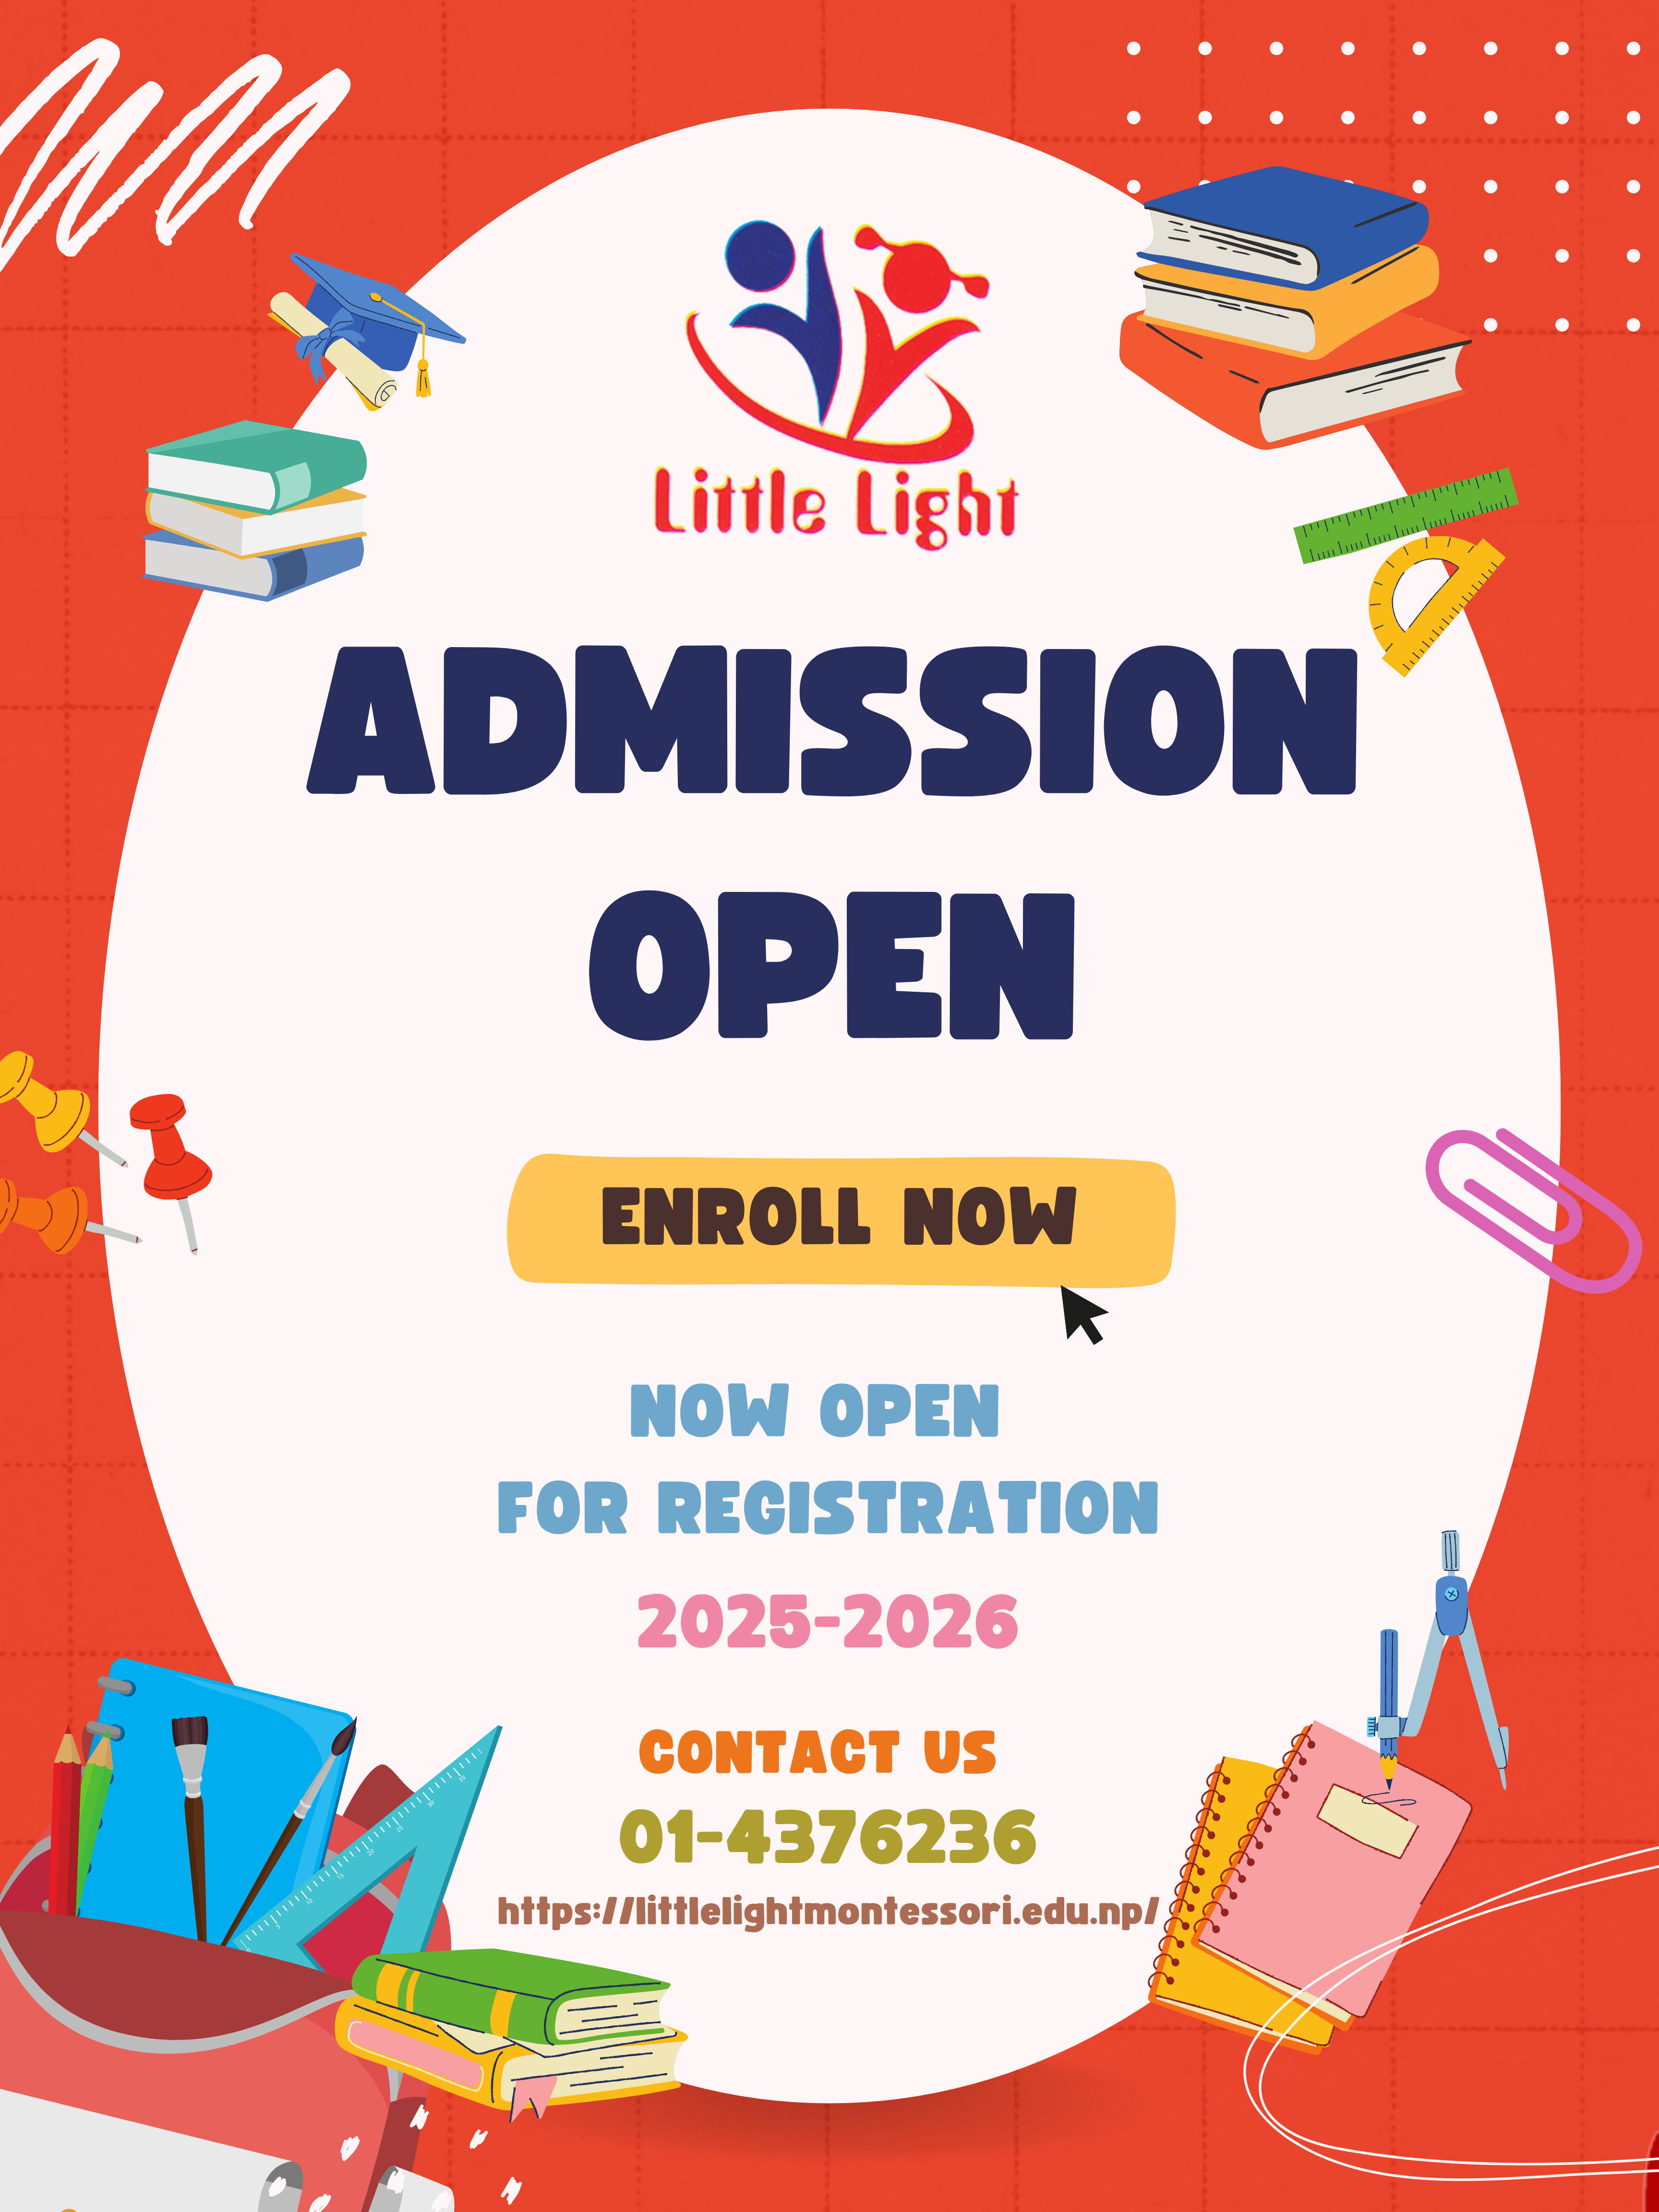 Little Light
ADMISSION
OPEN
ENROLL NOW
NOW OPEN
FOR REGISTRATION
2025-2026
CONTACT US
01-4376236
https://littlelightmontessori.edu.np/